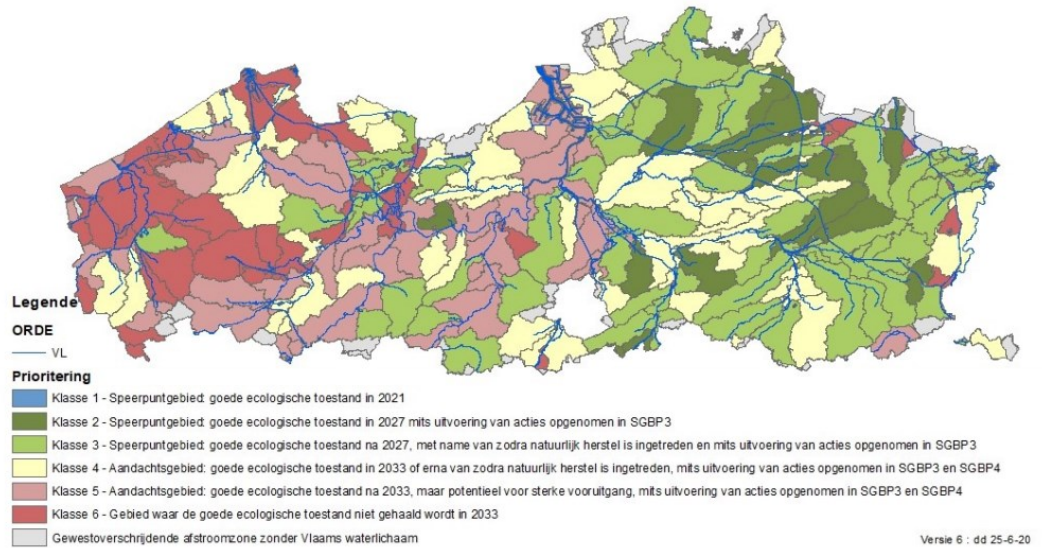 Legende
ORDE
VL
Prioritering
Klasse 1 - Speerpuntgebied: goede ecologische toestand in 2021
Klasse 2 - Speerpuntgebied: goede ecologische toestand in 2027 mits uitvoering van acties opgenomen in SGBP3
Klasse 3 - Speerpuntgebied: goede ecologische toestand na 2027, met name van zodra natuurlijk herstel is ingetreden en mits uitvoering van acties opgenomen in SGBP3
Klasse 4 - Aandachtsgebied: goede ecologische toestand in 2033 of erna van zodra natuurlijk herstel is ingetreden, mits uitvoering van acties opgenomen in SGBP3 en SGBP4
Klasse 5 - Aandachtsgebied: goede ecologische toestand na 2033, maar potentieel voor sterke vooruitgang, mits uitvoering van acties opgenomen in SGBP3 en SGBP4
Klasse 6 - Gebied waar de goede ecologische toestand niet gehaald wordt in 2033
Gewestoverschrijdende afstroomzone zonder Vlaams waterlichaam
Versie 6 : dd 25-6-20